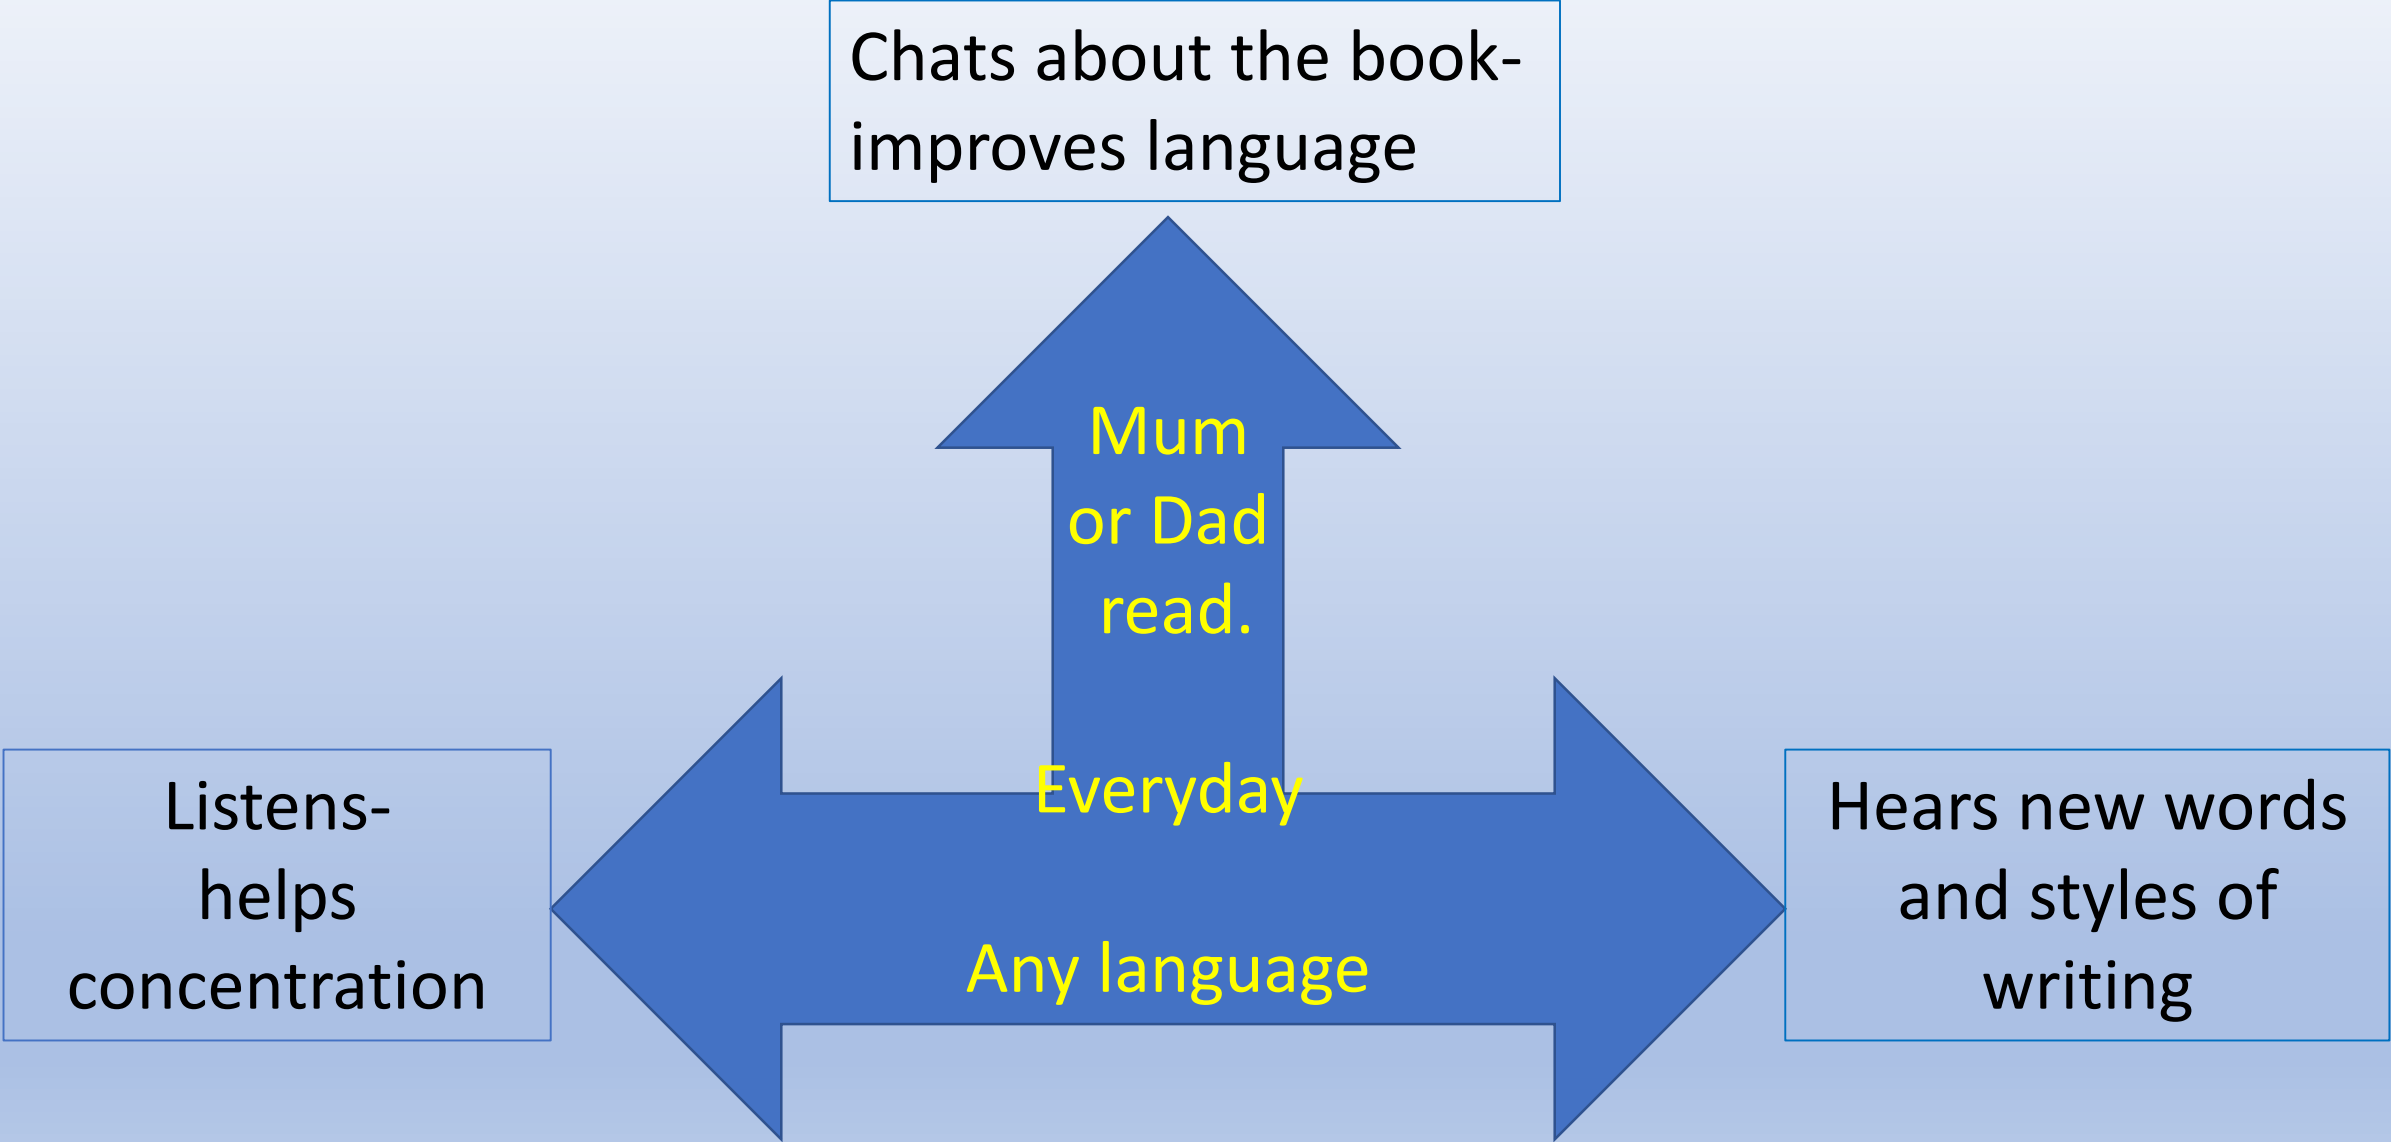 Chats about the book-
improves language
Mum
or Dad
read.
Everyday
Any language
Listens-
helps
concentration
Hears new words
and styles of
writing